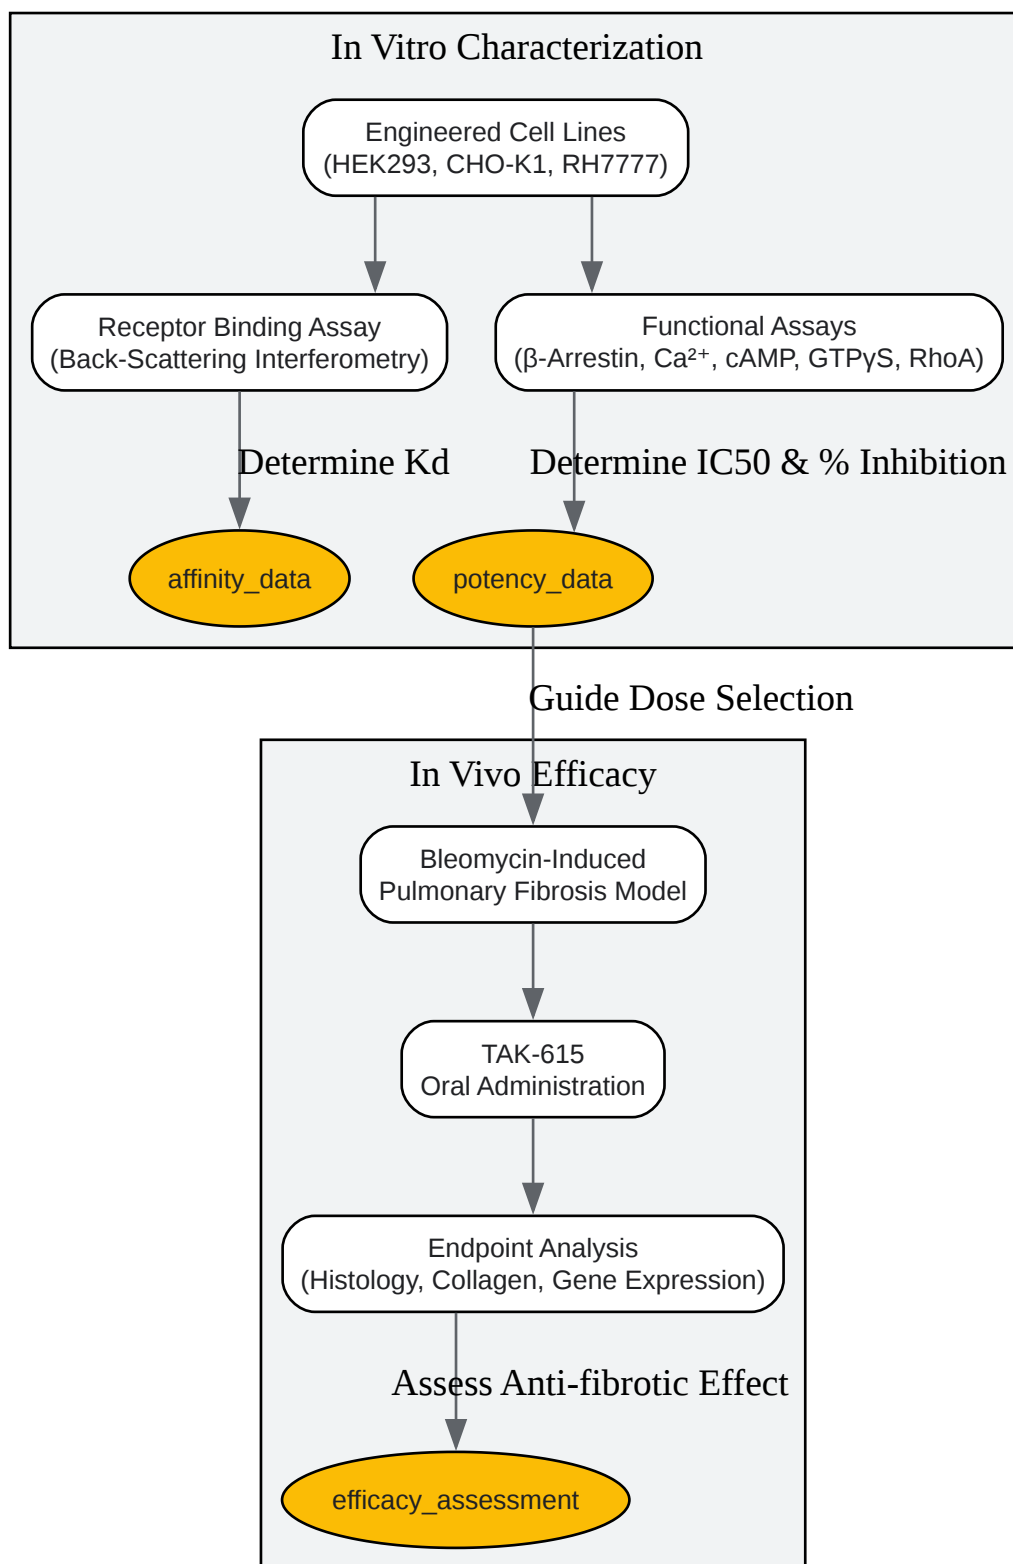 In Vitro Characterization
Engineered Cell Lines
(HEK293, CHO-K1, RH7777)
Receptor Binding Assay
(Back-Scattering Interferometry)
Functional Assays
(β-Arrestin, Ca²⁺, cAMP, GTPγS, RhoA)
Determine Kd
Determine IC50 & % Inhibition
affinity_data
potency_data
Guide Dose Selection
In Vivo Efficacy
Bleomycin-Induced
Pulmonary Fibrosis Model
TAK-615
Oral Administration
Endpoint Analysis
(Histology, Collagen, Gene Expression)
Assess Anti-fibrotic Effect
efficacy_assessment